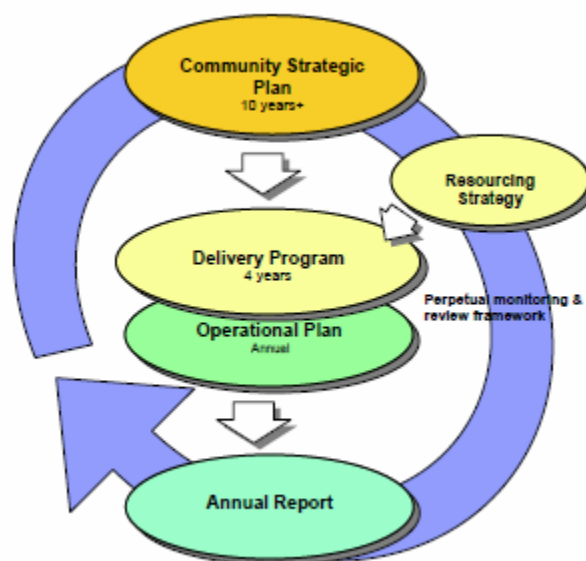 Community Strategic
Plan
10 years+
Resourcing
Strategy
Delivery Program
4 years
Perpetual monitoring &
review framework
Operational Plan
Annual
Annual Report